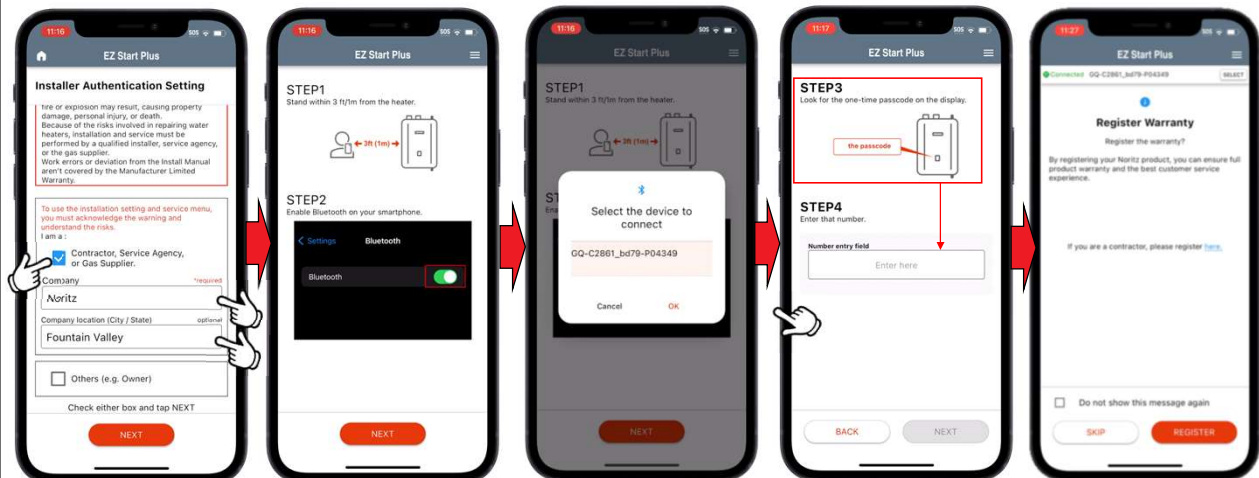 11:16
SOS
EZ Start Plus
Installer Authentication Setting
fire or explosion may result, causing property
damage, personal injury, or death.
Because of the risks involved in repairing water
heaters, installation and service must be
performed by a qualified installer, service agency,
or the gas supplier.
Work errors or deviation from the Install Manual
aren't covered by the Manufacturer Limited
Warranty.
To use the installation setting and service menu,
you must acknowledge the warning and
understand the risks.
I am a :
Contractor, Service Agency,
or Gas Supplier.
Company *required
Noritz
Company location (City / State) optional
Fountain Valley
Others (e.g. Owner)
Check either box and tap NEXT
NEXT
11:16
SOS
EZ Start Plus
STEP1
Stand within 3 ft/1m from the heater.
3ft (1m)
STEP2
Enable Bluetooth on your smartphone.
Settings Bluetooth
Bluetooth
NEXT
11:16
SOS
EZ Start Plus
STEP1
Stand within 3 ft/1m from the heater.
3ft (1m)
Select the device to
connect
GQ-C2861_bd79-P04349
Cancel OK
NEXT
11:17
SOS
EZ Start Plus
STEP3
Look for the one-time passcode on the display.
the passcode
STEP4
Enter that number.
Number entry field
Enter here
BACK NEXT
11:27
SOS
EZ Start Plus
Connected GQ-C2861_bd79-P04349 SELECT
Register Warranty
Register the warranty?
By registering your Noritz product, you can ensure full
product warranty and the best customer service
experience.
If you are a contractor, please register here.
Do not show this message again
SKIP REGISTER